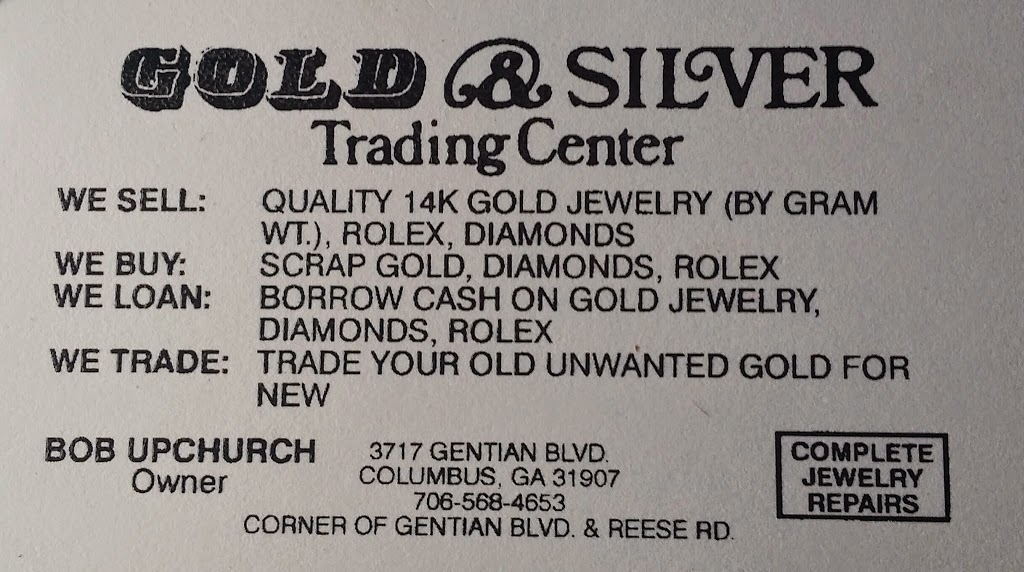 GOLD & SILVER
Trading Center
WE SELL: QUALITY 14K GOLD JEWELRY (BY GRAM
WT.), ROLEX, DIAMONDS
WE BUY: SCRAP GOLD, DIAMONDS, ROLEX
WE LOAN: BORROW CASH ON GOLD JEWELRY,
DIAMONDS, ROLEX
WE TRADE: TRADE YOUR OLD UNWANTED GOLD FOR
NEW
BOB UPCHURCH
Owner
3717 GENTIAN BLVD.
COLUMBUS, GA 31907
706-568-4653
CORNER OF GENTIAN BLVD. & REESE RD.
COMPLETE
JEWELRY
REPAIRS